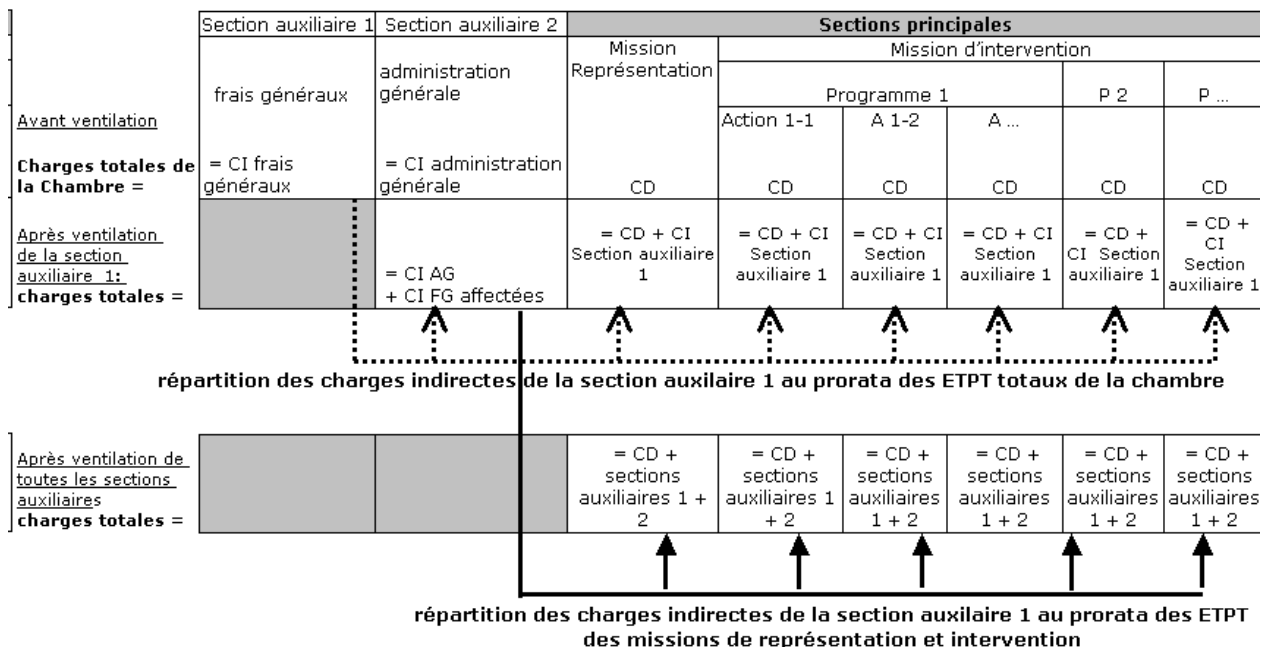 Section auxiliaire 1 Section auxiliaire 2 Sections principales
Mission Représentation
Mission d'intervention
frais généraux
administration générale
Programme 1
P 2
P ...
Avant ventilation
Action 1-1
A 1-2
A ...
Charges totales de la Chambre =
= CI frais généraux
= CI administration générale
CD
CD
CD
CD
CD
CD
Après ventilation
de la section
auxiliaire 1:
charges totales =
= CI AG
+ CI FG affectées
= CD + CI
Section auxiliaire
1
= CD + CI
Section
auxiliaire 1
= CD + CI
Section
auxiliaire 1
= CD + CI
Section
auxiliaire 1
= CD +
CI Section
auxiliaire 1
= CD +
CI
Section
auxiliaire 1
répartition des charges indirectes de la section auxilaire 1 au prorata des ETPT totaux de la chambre
Après ventilation de
toutes les sections
auxiliaires
charges totales =
= CD +
sections
auxiliaires 1 +
2
= CD +
sections
auxiliaires 1
+ 2
= CD +
sections
auxiliaires
1 + 2
= CD +
sections
auxiliaires
1 + 2
= CD +
sections
auxiliaires
1 + 2
= CD +
sections
auxiliaires
1 + 2
répartition des charges indirectes de la section auxilaire 1 au prorata des ETPT
des missions de représentation et intervention